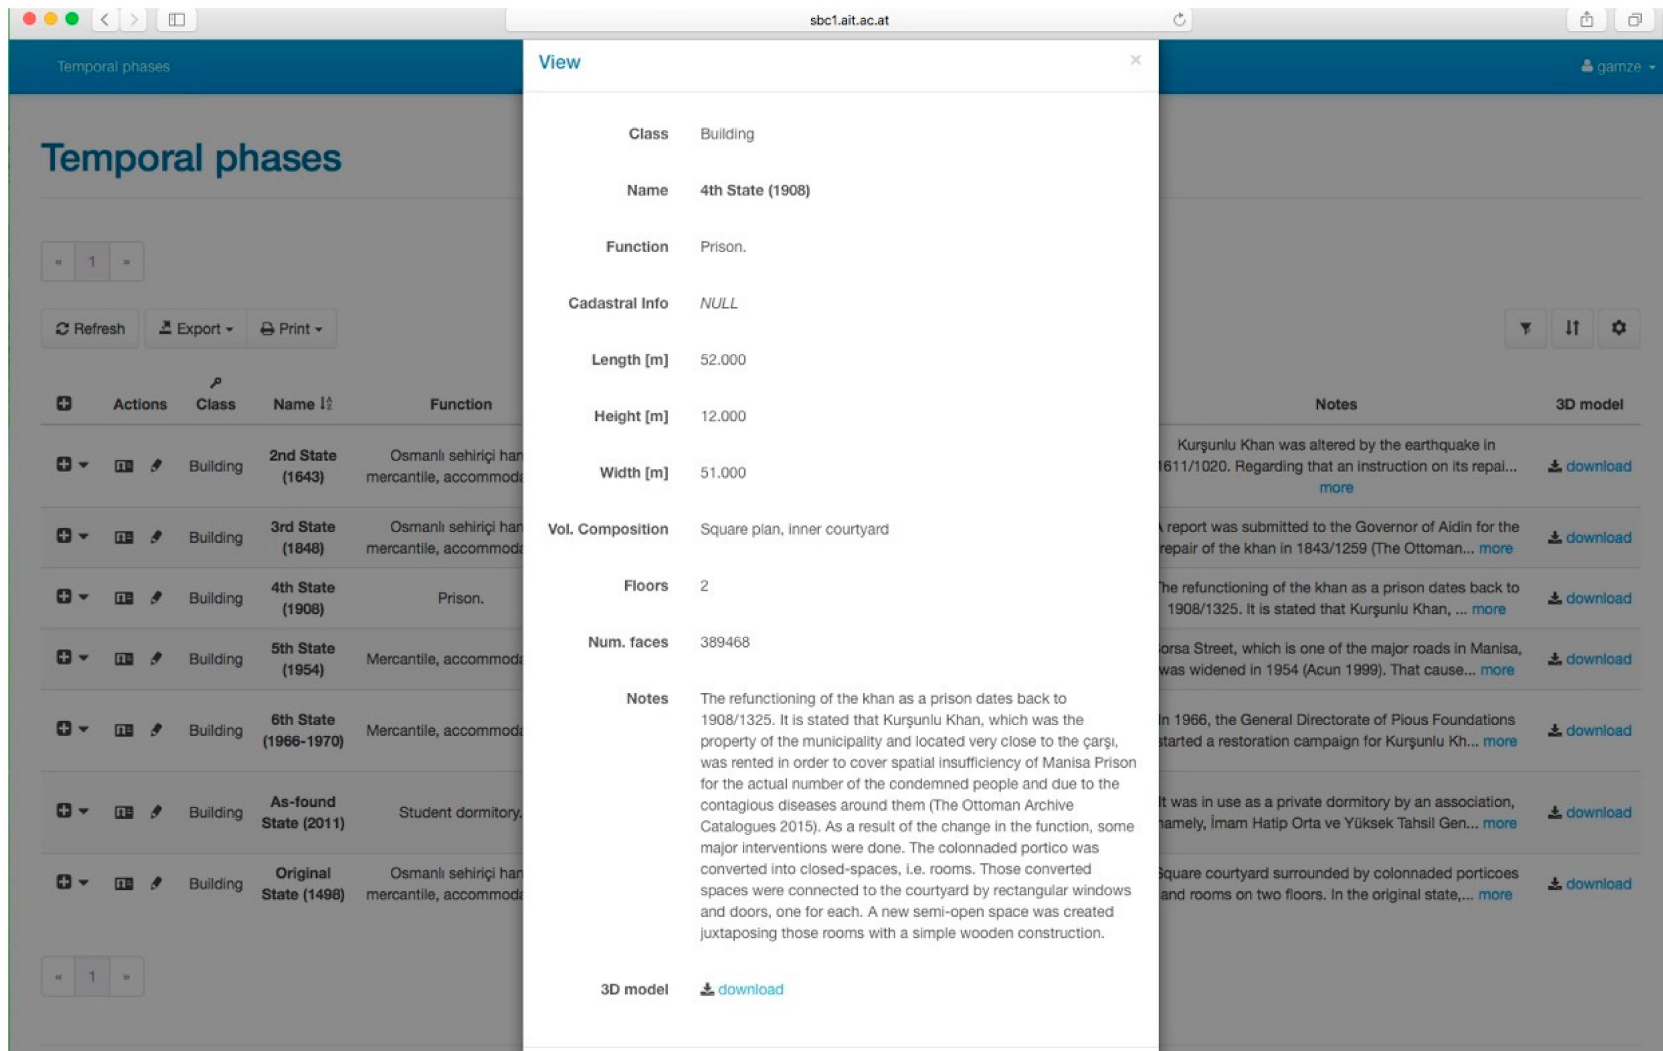 sbc1.ait.ac.at
Temporal phases
gamze
View
×
Temporal phases
Class Building
Name 4th State (1908)
Function Prison.
Cadastral Info NULL
Length [m] 52.000
Height [m] 12.000
Width [m] 51.000
Vol. Composition Square plan, inner courtyard
Floors 2
Num. faces 389468
Notes The refunctioning of the khan as a prison dates back to
1908/1325. It is stated that Kurşunlu Khan, which was the
property of the municipality and located very close to the çarşı,
was rented in order to cover spatial insufficiency of Manisa Prison
for the actual number of the condemned people and due to the
contagious diseases around them (The Ottoman Archive
Catalogues 2015). As a result of the change in the function, some
major interventions were done. The colonnaded portico was
converted into closed-spaces, i.e. rooms. Those converted
spaces were connected to the courtyard by rectangular windows
and doors, one for each. A new semi-open space was created
juxtaposing those rooms with a simple wooden construction.
3D model download
« 1 »
Refresh Export Print
Actions Class Name Function Notes 3D model
Building
2nd State
(1643)
Osmanlı sehiriçi han
mercantile, accommoda
Kurşunlu Khan was altered by the earthquake in
1611/1020. Regarding that an instruction on its repai...
more
download
Building
3rd State
(1848)
Osmanlı sehiriçi han
mercantile, accommoda
report was submitted to the Governor of Aidin for the
repair of the khan in 1843/1259 (The Ottoman... more
download
Building
4th State
(1908)
Prison.
The refunctioning of the khan as a prison dates back to
1908/1325. It is stated that Kurşunlu Khan, ... more
download
Building
5th State
(1954)
Mercantile, accommoda
orsa Street, which is one of the major roads in Manisa,
was widened in 1954 (Acun 1999). That cause... more
download
Building
6th State
(1966-1970)
Mercantile, accommoda
In 1966, the General Directorate of Pious Foundations
started a restoration campaign for Kurşunlu Kh... more
download
Building
As-found
State (2011)
Student dormitory.
It was in use as a private dormitory by an association,
namely, İmam Hatip Orta ve Yüksek Tahsil Gen... more
download
Building
Original
State (1498)
Osmanlı sehiriçi han
mercantile, accommoda
Square courtyard surrounded by colonnaded porticoes
and rooms on two floors. In the original state,... more
download
« 1 »